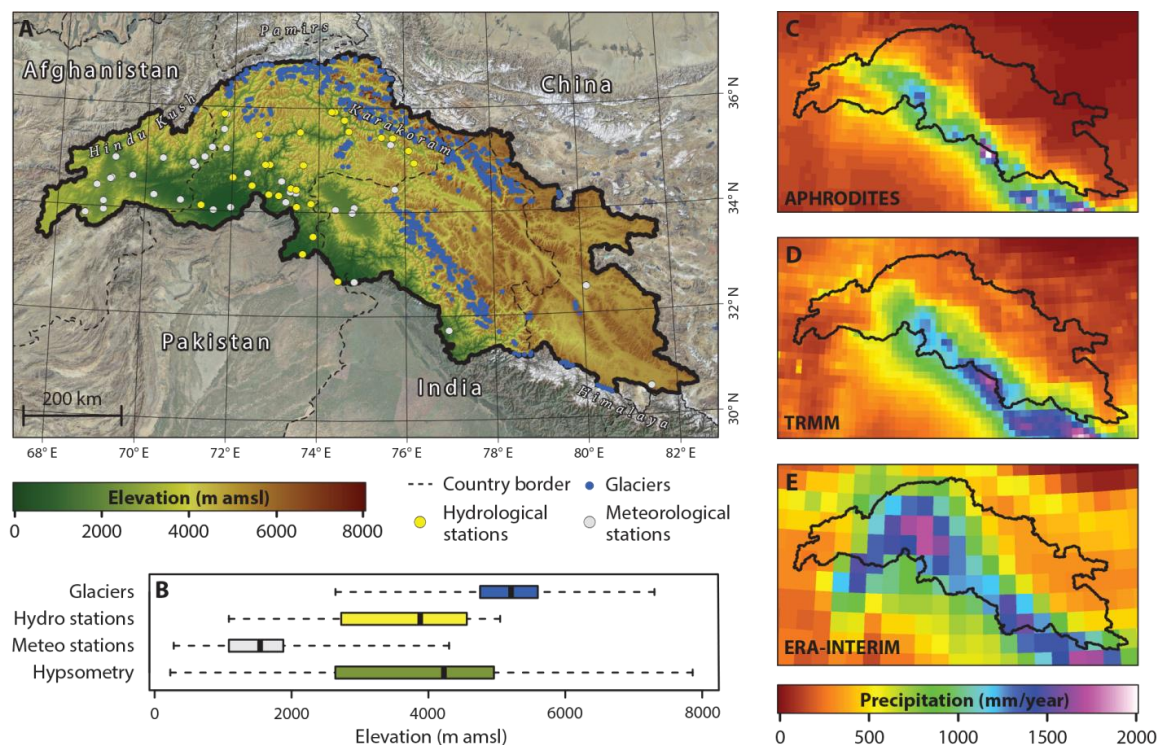 A
Pamirs
Afghanistan
China
Hindu Kush
Karakoram
Pakistan
India
Himalaya
200 km
36° N
34° N
32° N
30° N
68° E
70° E
72° E
74° E
76° E
78° E
80° E
82° E
Elevation (m amsl)
0
2000
4000
6000
8000
Country border
Glaciers
Hydrological
stations
Meteorological
stations
B
Glaciers
Hydro stations
Meteo stations
Hypsometry
0
2000
4000
6000
8000
Elevation (m amsl)
C
APHRODITES
D
TRMM
E
ERA-INTERIM
Precipitation (mm/year)
0
500
1000
1500
2000